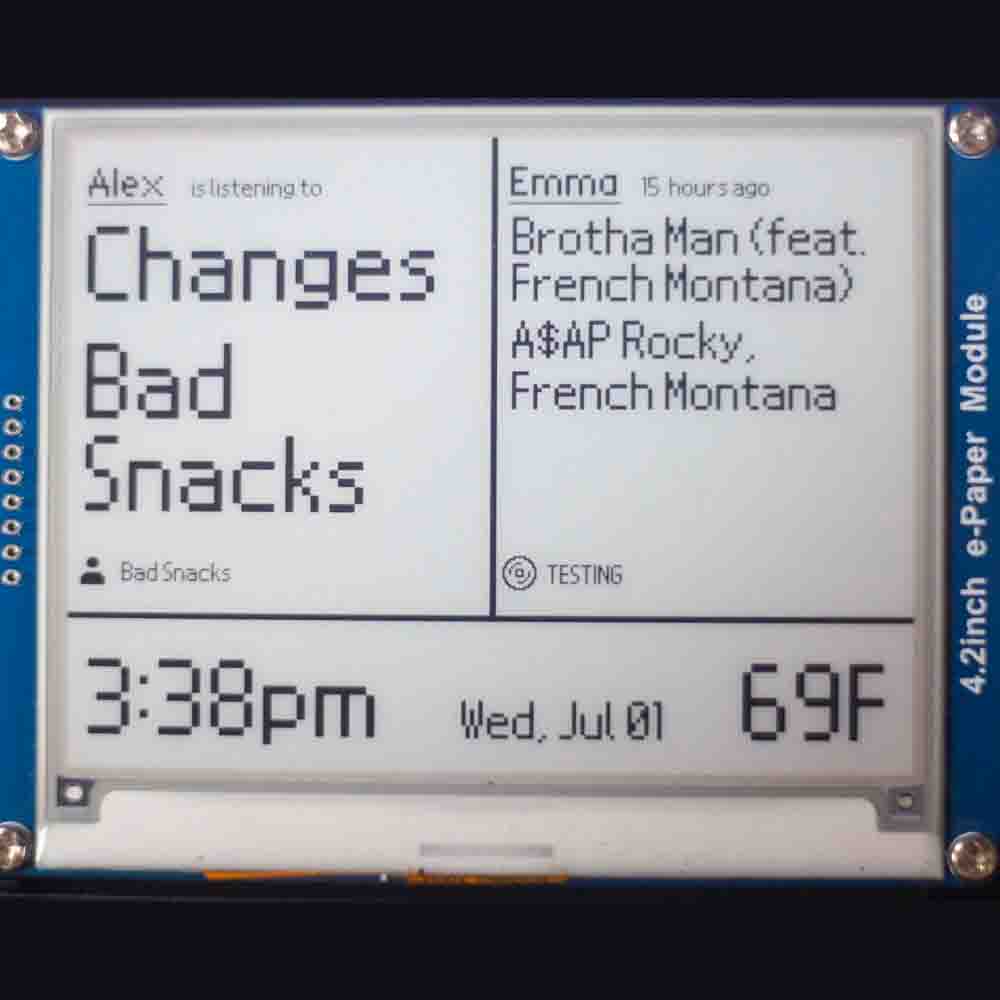 Alex is listening to
Changes
Bad
Snacks
Bad Snacks
Emma 15 hours ago
Brotha Man (feat.
French Montana)
A$AP Rocky,
French Montana
TESTING
3:38pm Wed, Jul 01 69F
4.2inch e-Paper Module